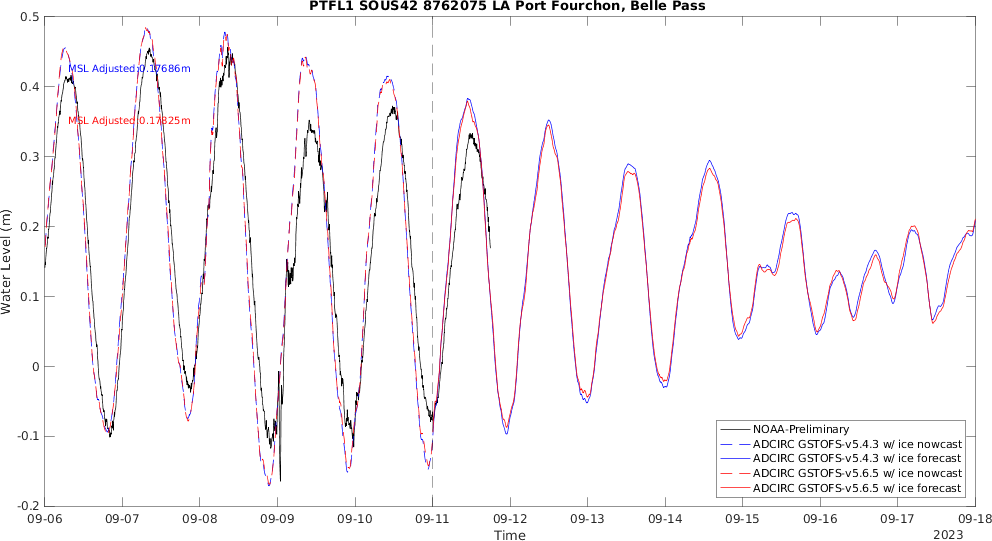 PTFL1 SOUS42 8762075 LA Port Fourchon, Belle Pass
0.5
0.4
0.3
0.2
0.1
0
-0.1
-0.2
Water Level (m)
MSL Adjusted:0.17686m
MSL Adjusted:0.17825m
NOAA-Preliminary
ADCIRC GSTOFS-v5.4.3 w/ ice nowcast
ADCIRC GSTOFS-v5.4.3 w/ ice forecast
ADCIRC GSTOFS-v5.6.5 w/ ice nowcast
ADCIRC GSTOFS-v5.6.5 w/ ice forecast
09-06 09-07 09-08 09-09 09-10 09-11 09-12 09-13 09-14 09-15 09-16 09-17 09-18
Time
2023